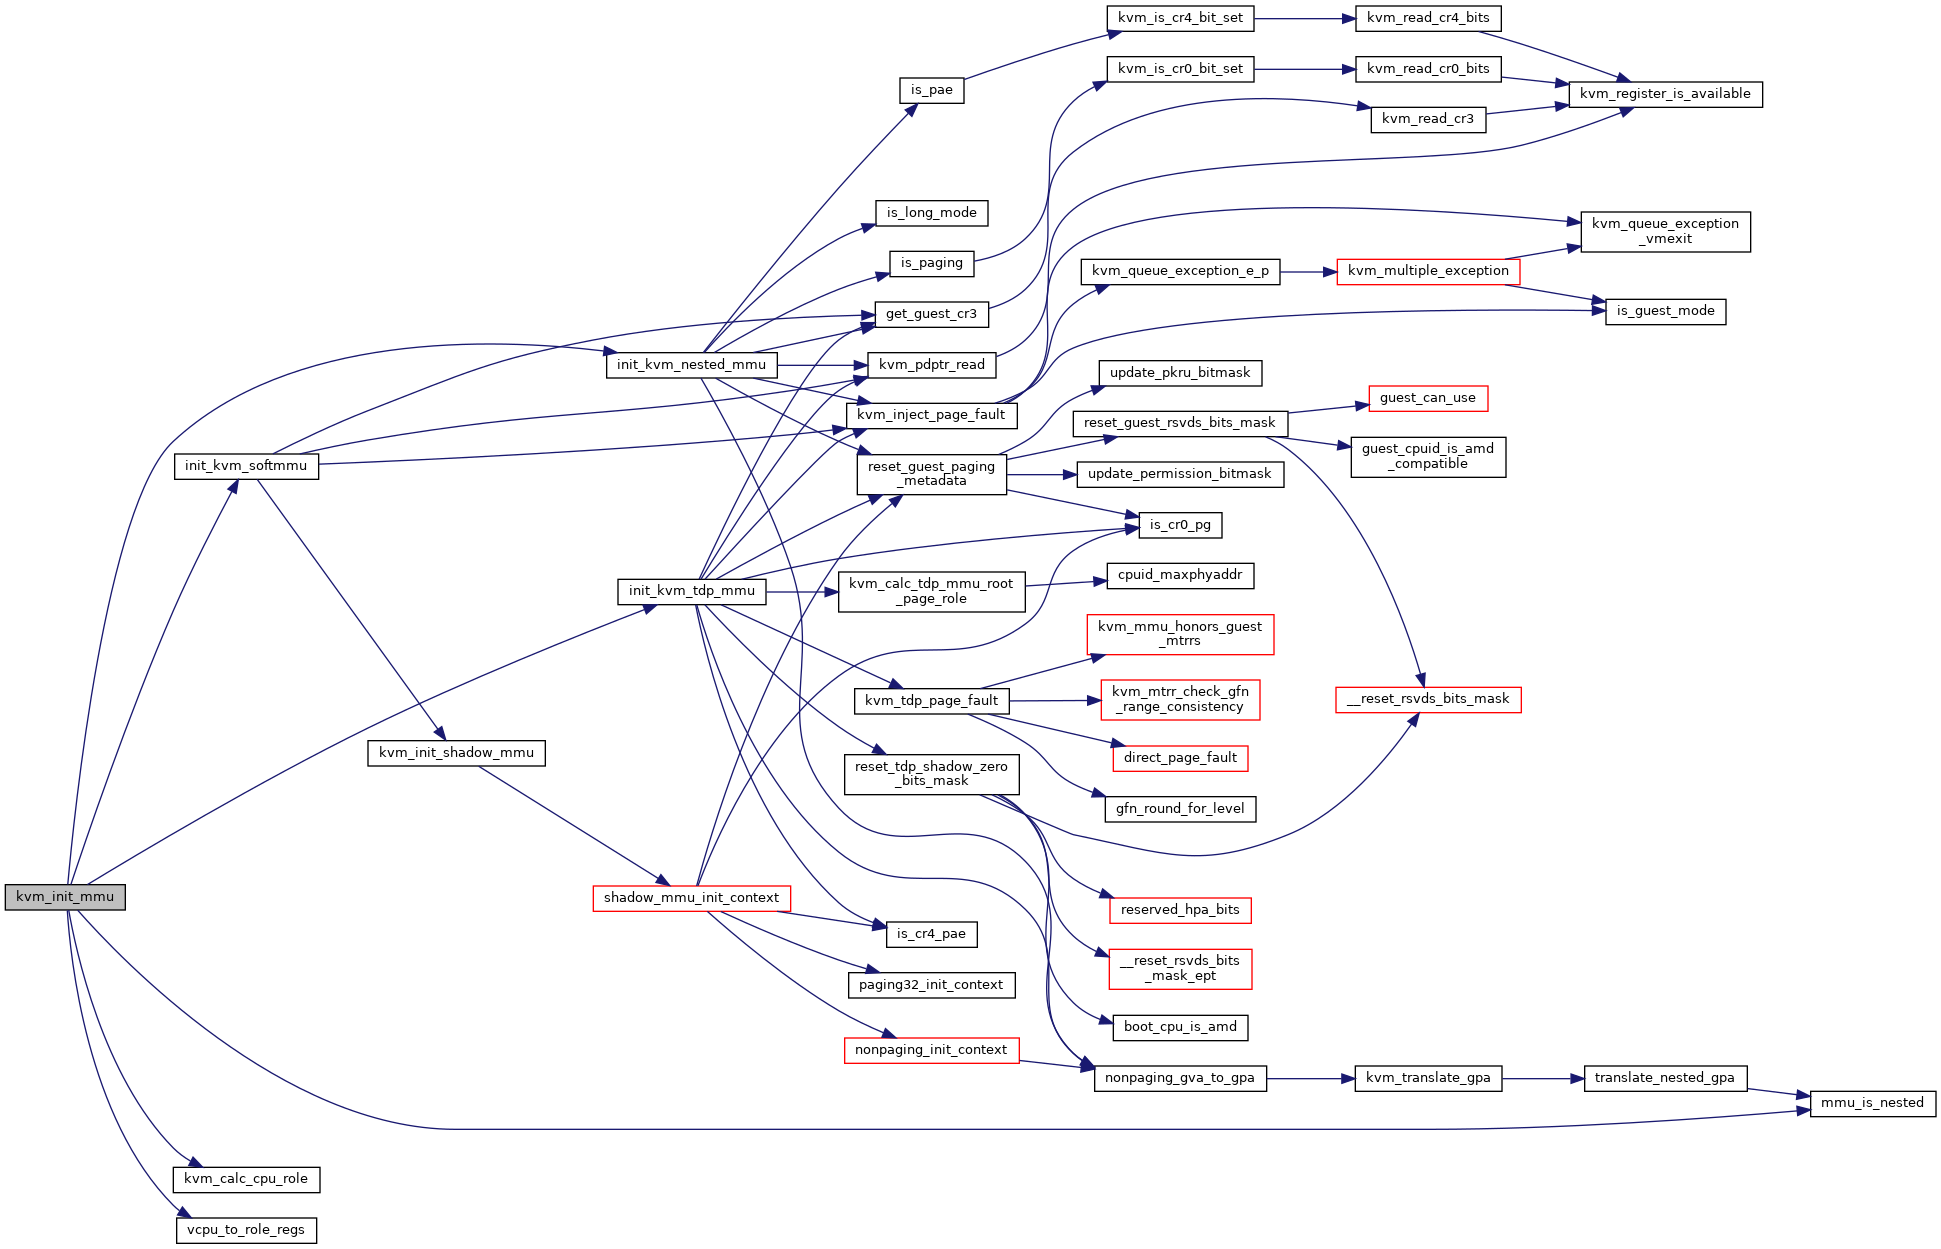 kvm_is_cr4_bit_set
kvm_read_cr4_bits
kvm_is_cr0_bit_set
kvm_read_cr0_bits
is_pae
kvm_register_is_available
kvm_read_cr3
is_long_mode
kvm_queue_exception
_vmexit
is_paging
kvm_queue_exception_e_p
kvm_multiple_exception
get_guest_cr3
is_guest_mode
init_kvm_nested_mmu
kvm_pdptr_read
update_pkru_bitmask
guest_can_use
kvm_inject_page_fault
reset_guest_rsvds_bits_mask
guest_cpuid_is_amd
_compatible
init_kvm_softmmu
reset_guest_paging
_metadata
update_permission_bitmask
is_cr0_pg
init_kvm_tdp_mmu
kvm_calc_tdp_mmu_root
_page_role
cpuid_maxphyaddr
kvm_mmu_honors_guest
_mtrrs
kvm_tdp_page_fault
kvm_mtrr_check_gfn
_range_consistency
__reset_rsvds_bits_mask
kvm_init_shadow_mmu
direct_page_fault
reset_tdp_shadow_zero
_bits_mask
gfn_round_for_level
kvm_init_mmu
shadow_mmu_init_context
reserved_hpa_bits
is_cr4_pae
__reset_rsvds_bits
_mask_ept
paging32_init_context
boot_cpu_is_amd
nonpaging_init_context
nonpaging_gva_to_gpa
kvm_translate_gpa
translate_nested_gpa
mmu_is_nested
kvm_calc_cpu_role
vcpu_to_role_regs